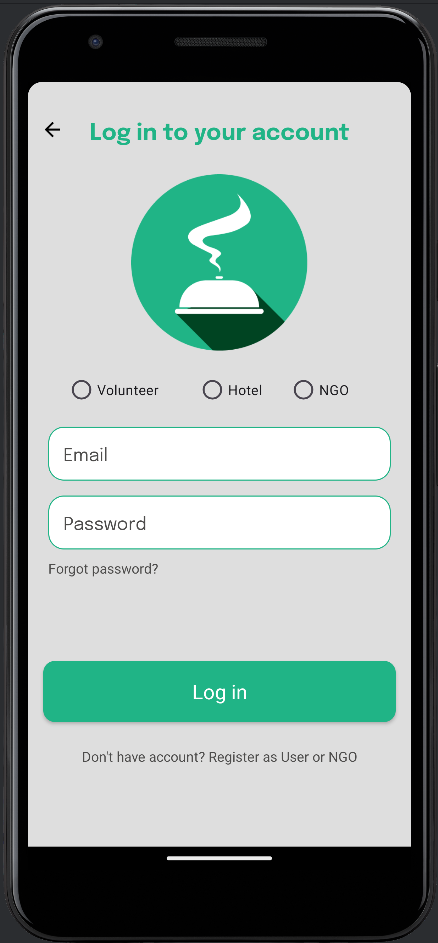 Log in to your account
Volunteer Hotel NGO
Email
Password
Forgot password?
Log in
Don't have account? Register as User or NGO